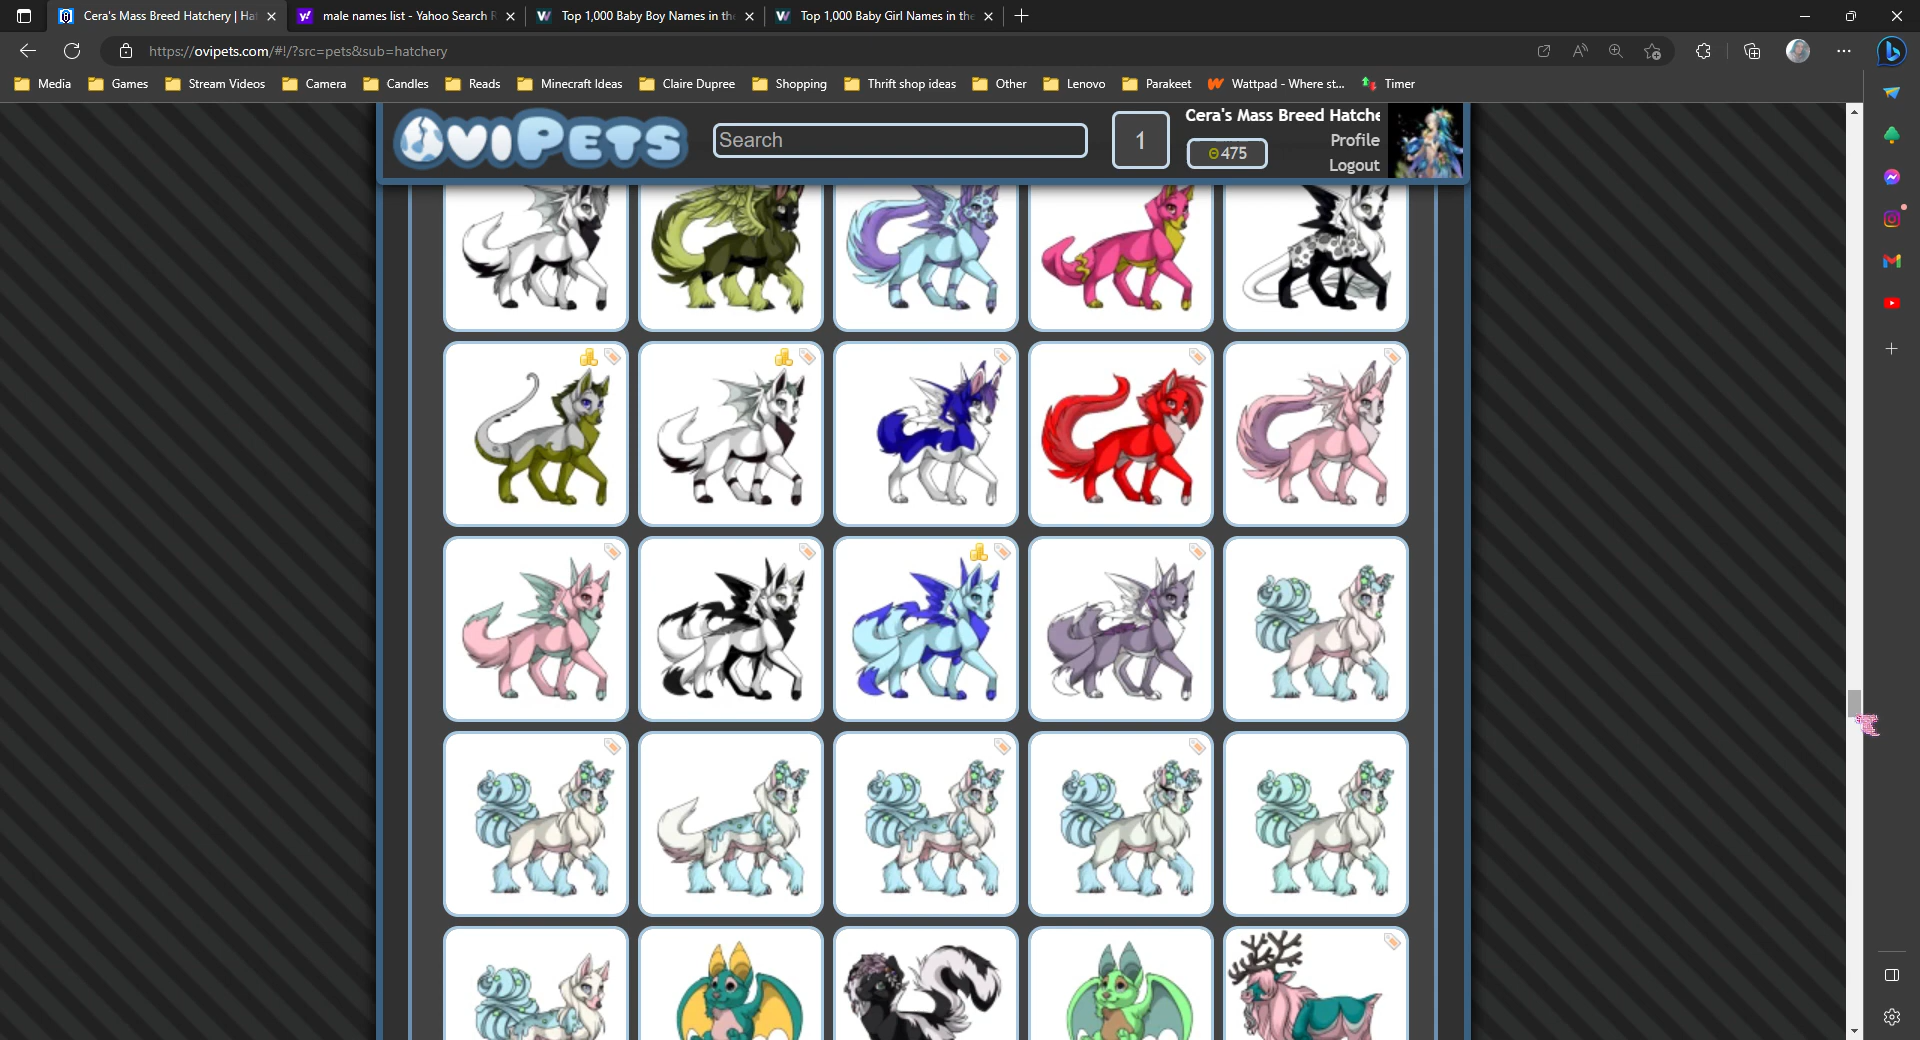 Cera's Mass Breed Hatchery | Ha
male names list - Yahoo Search R
Top 1,000 Baby Boy Names in the
Top 1,000 Baby Girl Names in the
https://ovipets.com/#!/?src=pets&sub=hatchery
Media
Games
Stream Videos
Camera
Candles
Reads
Minecraft Ideas
Claire Dupree
Shopping
Thrift shop ideas
Other
Lenovo
Parakeet
Wattpad - Where st...
Timer
OviPets
Search
1
Cera's Mass Breed Hatche
475
Profile
Logout